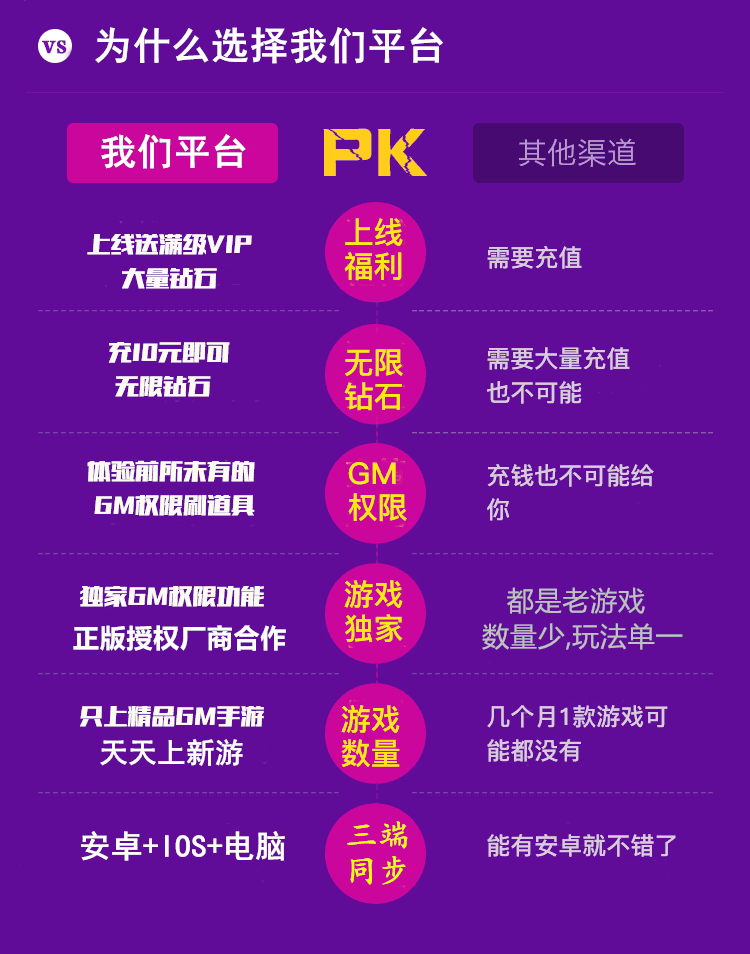 VS 为什么选择我们平台
我们平台 PK 其他渠道
上线送满级VIP
大量钻石
上线
福利
需要充值
充10元即可
无限钻石
无限
钻石
需要大量充值
也不可能
体验前所未有的
GM权限刷道具
GM
权限
充钱也不可能给
你
独家GM权限功能
正版授权厂商合作
游戏
独家
都是老游戏
数量少,玩法单一
只上精品GM手游
天天上新游
游戏
数量
几个月1款游戏可
能都没有
安卓+IOS+电脑
三端
同步
能有安卓就不错了